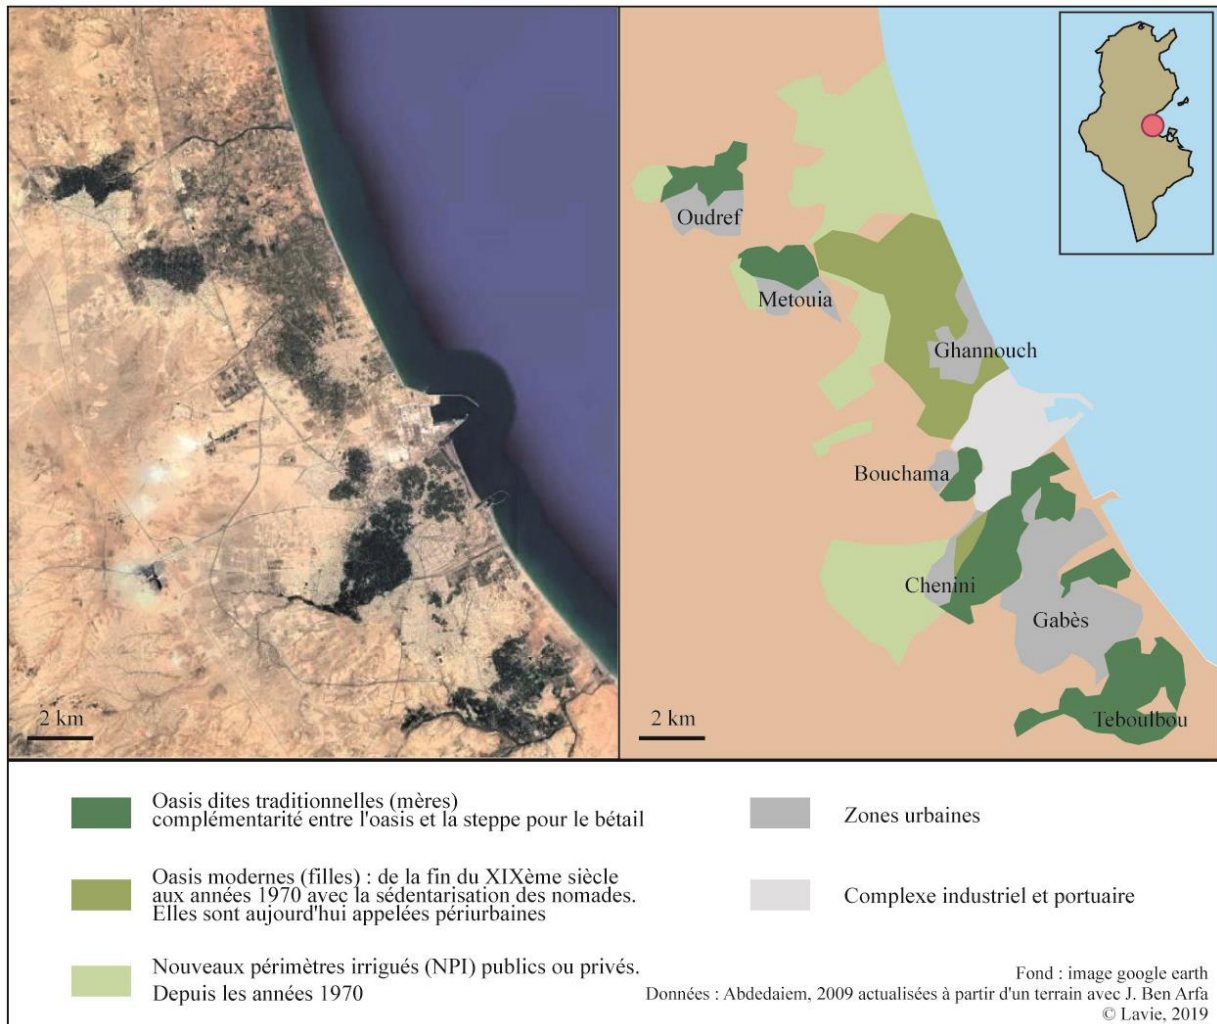 Oudref
Metouia
Ghannouch
Bouchama
Chenini
Gabès
Teboulbou
2 km
2 km
Oasis dites traditionnelles (mères)
complémentarité entre l'oasis et la steppe pour le bétail
Oasis modernes (filles) : de la fin du XIXème siècle
aux années 1970 avec la sédentarisation des nomades.
Elles sont aujourd'hui appelées périurbaines
Nouveaux périmètres irrigués (NPI) publics ou privés.
Depuis les années 1970
Zones urbaines
Complexe industriel et portuaire
Fond : image google earth
Données : Abdedaiem, 2009 actualisées à partir d'un terrain avec J. Ben Arfa
© Lavie, 2019